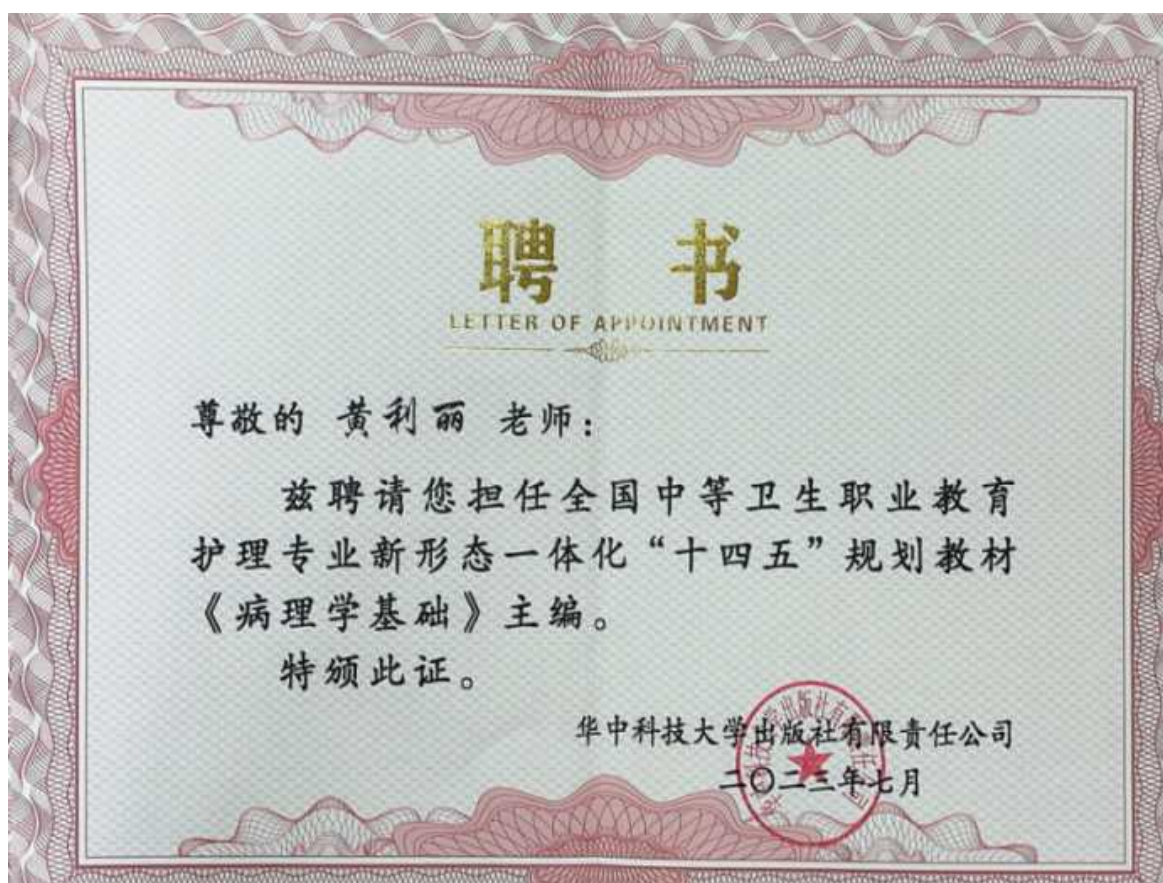 聘 书
LETTER OF APPOINTMENT
尊敬的 黄利丽 老师：
兹聘请您担任全国中等卫生职业教育
护理专业新形态一体化“十四五”规划教材
《病理学基础》主编。
特颁此证。
华中科技大学出版社有限责任公司
二〇二三年七月